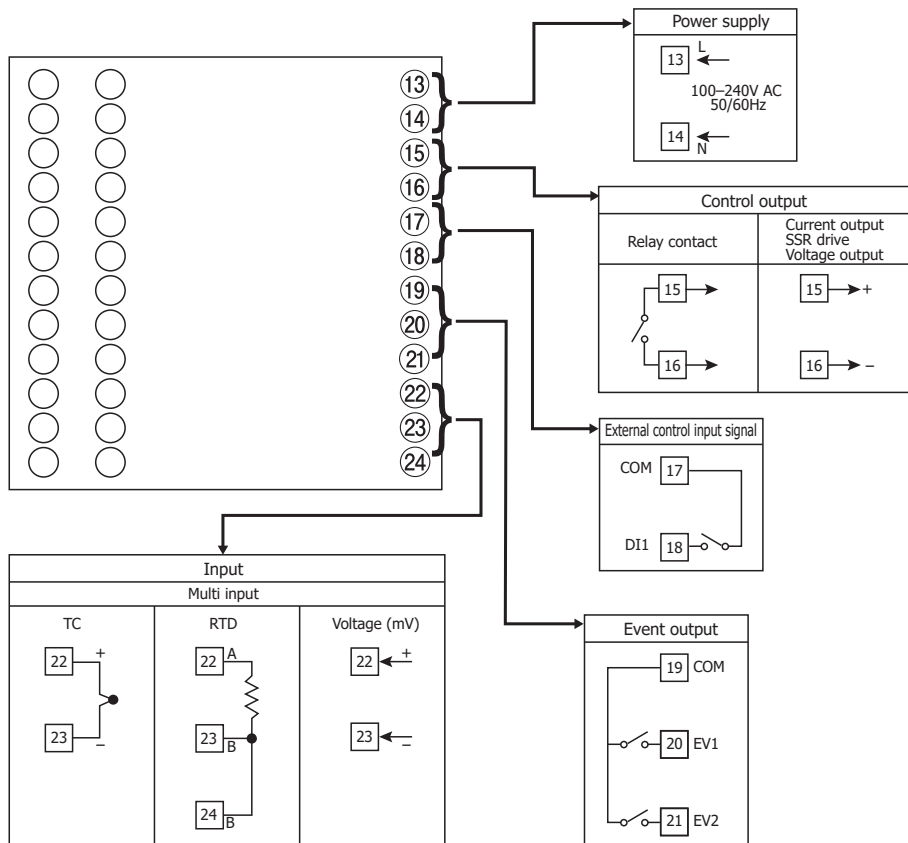 Power supply
13 L
100–240V AC
50/60Hz
14 N
13
14
15
16
17
18
19
20
21
22
23
24
Control output
Relay contact
Current output
SSR drive
Voltage output
15
15 +
16
16 –
External control input signal
COM 17
DI1 18
Input
Multi input
TC
RTD
Voltage (mV)
22 +
22 A
22 +
23 –
23 B
23 –
24 B
Event output
19 COM
20 EV1
21 EV2